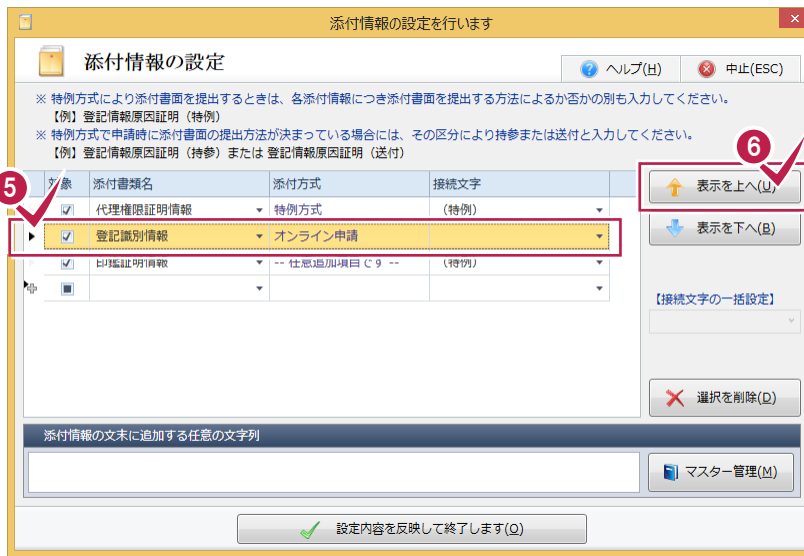 添付情報の設定を行います
添付情報の設定
ヘルプ(H)
中止(ESC)
※ 特例方式により添付書面を提出するときは、各添付情報につき添付書面を提出する方法によるか否かの別も入力してください。
【例】登記情報原因証明（特例）
※ 特例方式で申請時に添付書面の提出方法が決まっている場合には、その区分により持参または送付と入力してください。
【例】登記情報原因証明（持参）または 登記情報原因証明（送付）
5
6
対象 添付書類名 添付方式 接続文字
代理権限証明情報 特例方式 （特例）
登記識別情報 オンライン申請
印鑑証明情報 -- 任意追加項目です -- （特例）
表示を上へ(U)
表示を下へ(B)
【接続文字の一括設定】
選択を削除(D)
添付情報の文末に追加する任意の文字列
マスター管理(M)
設定内容を反映して終了します(O)